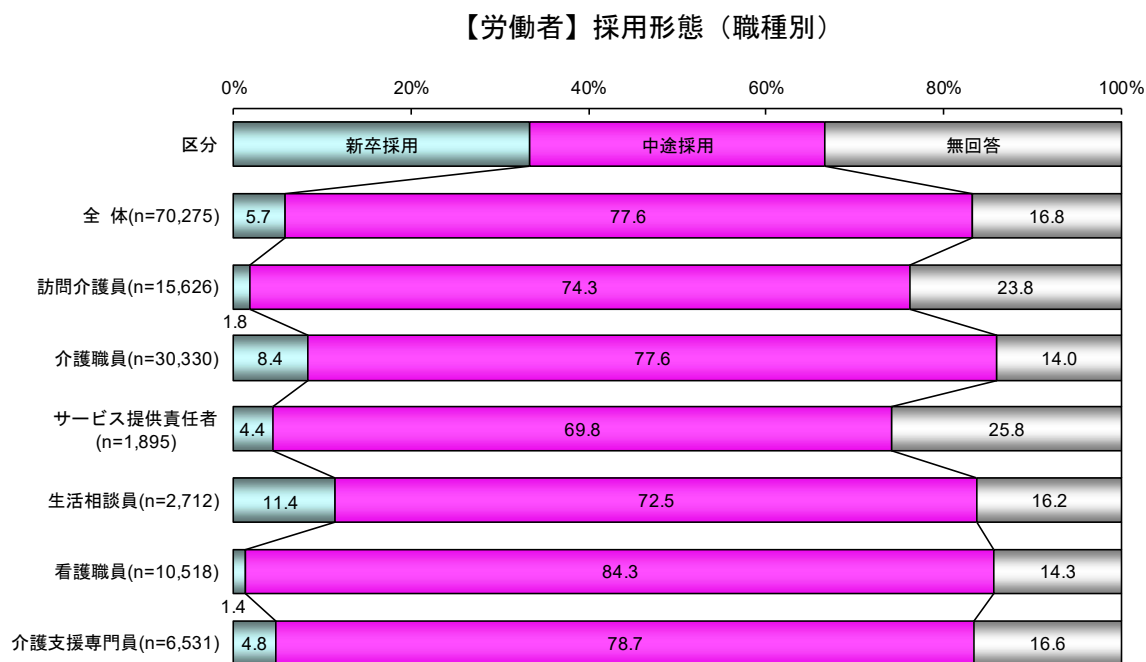 【労働者】採用形態（職種別）
0% 20% 40% 60% 80% 100%
区分 新卒採用 中途採用 無回答
全 体(n=70,275) 5.7 77.6 16.8
訪問介護員(n=15,626) 74.3 23.8
1.8
介護職員(n=30,330) 8.4 77.6 14.0
サービス提供責任者
(n=1,895) 4.4 69.8 25.8
生活相談員(n=2,712) 11.4 72.5 16.2
看護職員(n=10,518) 84.3 14.3
1.4
介護支援専門員(n=6,531) 4.8 78.7 16.6